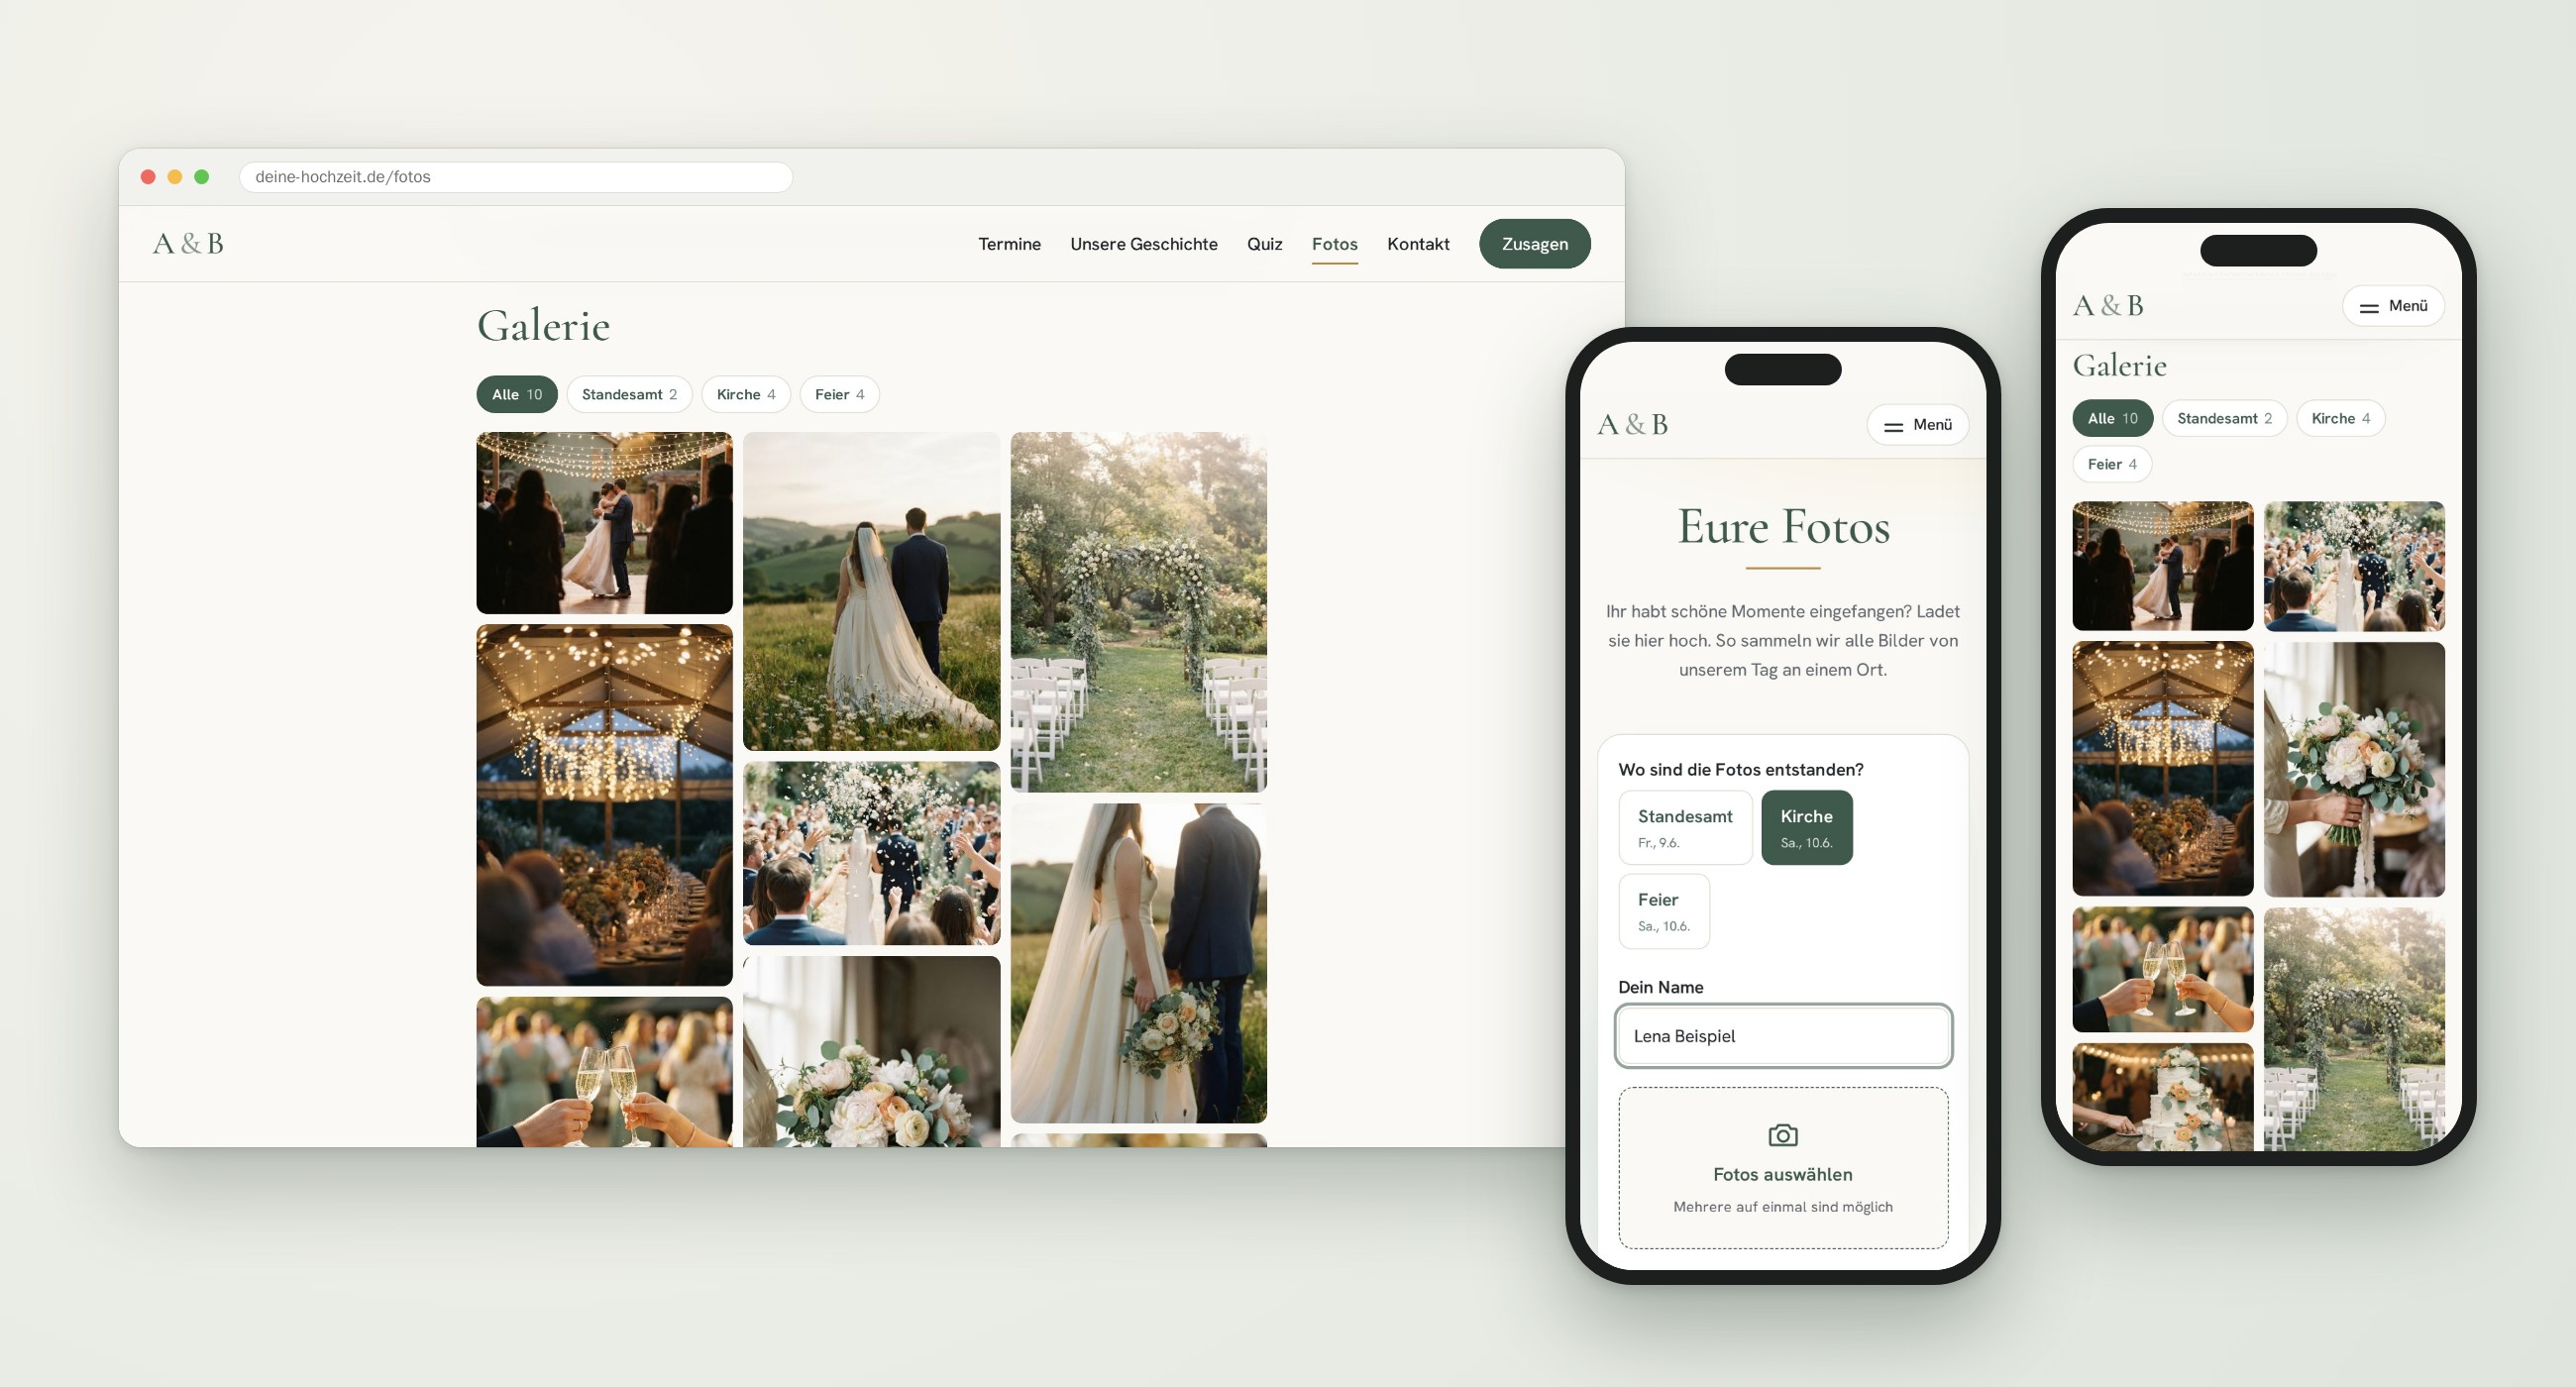 deine-hochzeit.de/fotos
A & B
Termine Unsere Geschichte Quiz Fotos Kontakt Zusagen
Galerie
Alle 10 Standesamt 2 Kirche 4 Feier 4
A & B
Menü
Eure Fotos
Ihr habt schöne Momente eingefangen? Ladet
sie hier hoch. So sammeln wir alle Bilder von
unserem Tag an einem Ort.
Wo sind die Fotos entstanden?
Standesamt
Fr., 9.6.
Kirche
Sa., 10.6.
Feier
Sa., 10.6.
Dein Name
Lena Beispiel
Fotos auswählen
Mehrere auf einmal sind möglich
A & B
Menü
Galerie
Alle 10 Standesamt 2 Kirche 4
Feier 4